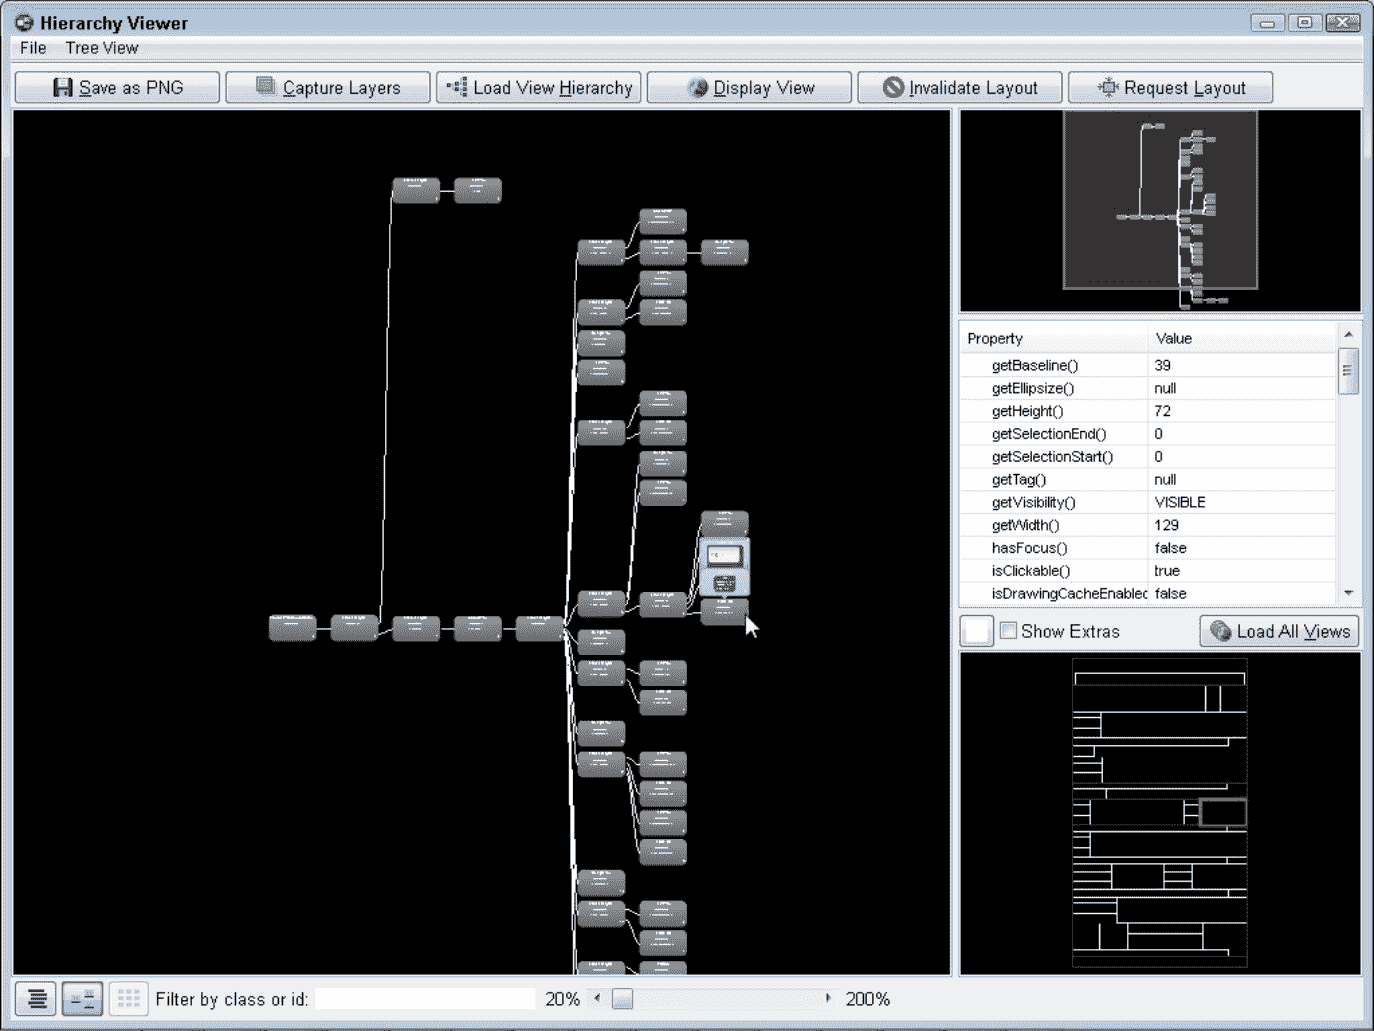 Hierarchy Viewer
File Tree View
Save as PNG Capture Layers Load View Hierarchy Display View Invalidate Layout Request Layout
Property Value
getBaseline() 39
getEllipsize() null
getHeight() 72
getSelectionEnd() 0
getSelectionStart() 0
getTag() null
getVisibility() VISIBLE
getWidth() 129
hasFocus() false
isClickable() true
isDrawingCacheEnabled false
Show Extras Load All Views
Filter by class or id: 20% 200%